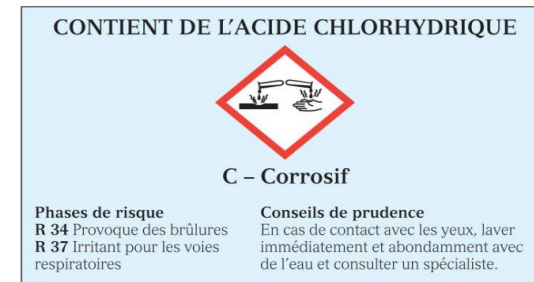 CONTIENT DE L'ACIDE CHLORHYDRIQUE
C – Corrosif
Phases de risque
R 34 Provoque des brûlures
R 37 Irritant pour les voies
respiratoires
Conseils de prudence
En cas de contact avec les yeux, laver
immédiatement et abondamment avec
de l'eau et consulter un spécialiste.